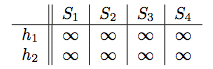 S₁ S₂ S₃ S₄
h₁ ∞ ∞ ∞ ∞
h₂ ∞ ∞ ∞ ∞